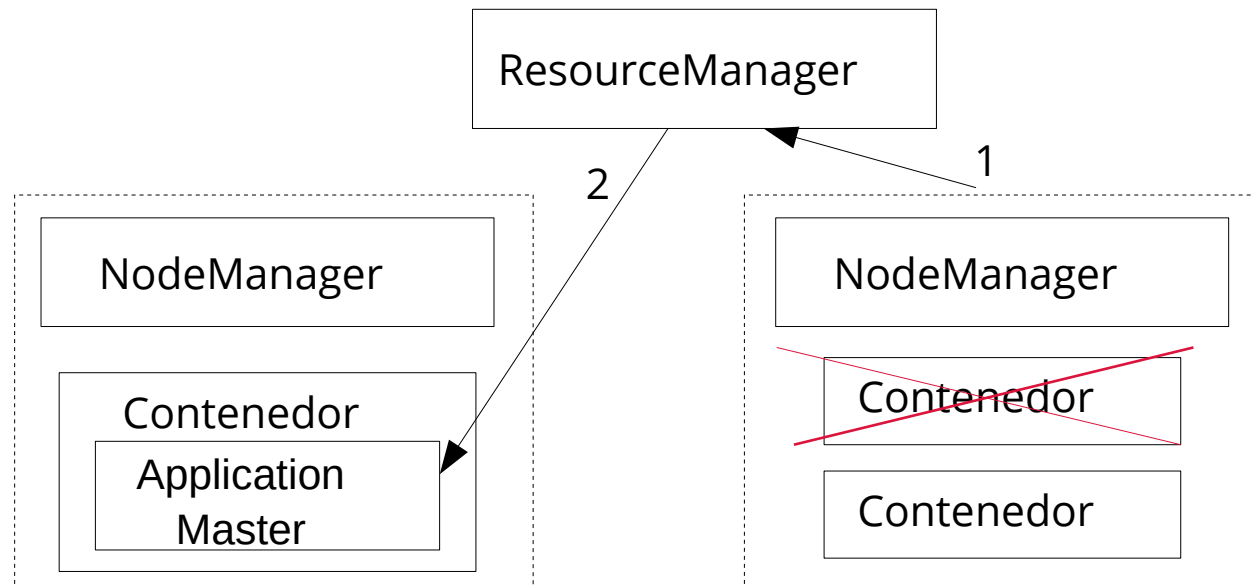 ResourceManager
1
2
NodeManager
Contenedor
Application
Master
NodeManager
Contenedor
Contenedor